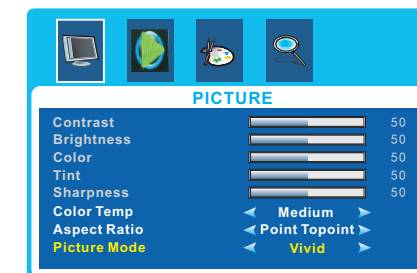 PICTURE
Contrast 50
Brightness 50
Color 50
Tint 50
Sharpness 50
Color Temp Medium
Aspect Ratio Point Topoint
Picture Mode Vivid